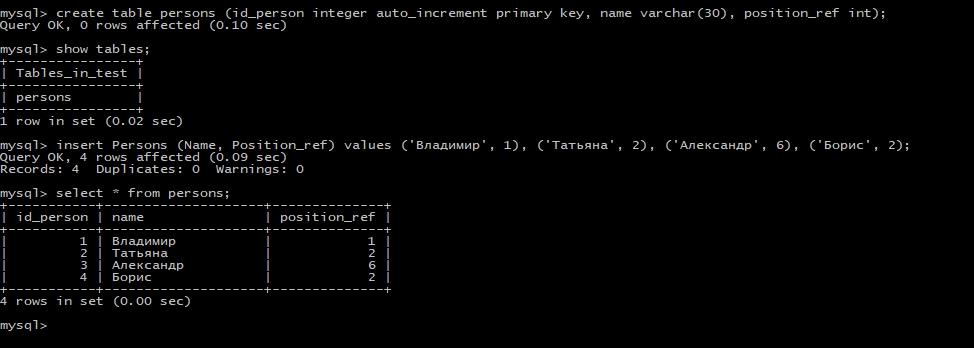 mysql> create table persons (id_person integer auto_increment primary key, name varchar(30), position_ref int);
Query OK, 0 rows affected (0.10 sec)
mysql> show tables;
+----------------+
| Tables_in_test |
+----------------+
| persons        |
+----------------+
1 row in set (0.02 sec)
mysql> insert Persons (Name, Position_ref) values ('Владимир', 1), ('Татьяна', 2), ('Александр', 6), ('Борис', 2);
Query OK, 4 rows affected (0.09 sec)
Records: 4  Duplicates: 0  Warnings: 0
mysql> select * from persons;
+-----------+--------------------+--------------+
| id_person | name               | position_ref |
+-----------+--------------------+--------------+
|         1 | Владимир           |            1 |
|         2 | Татьяна            |            2 |
|         3 | Александр          |            6 |
|         4 | Борис              |            2 |
+-----------+--------------------+--------------+
4 rows in set (0.00 sec)
mysql>